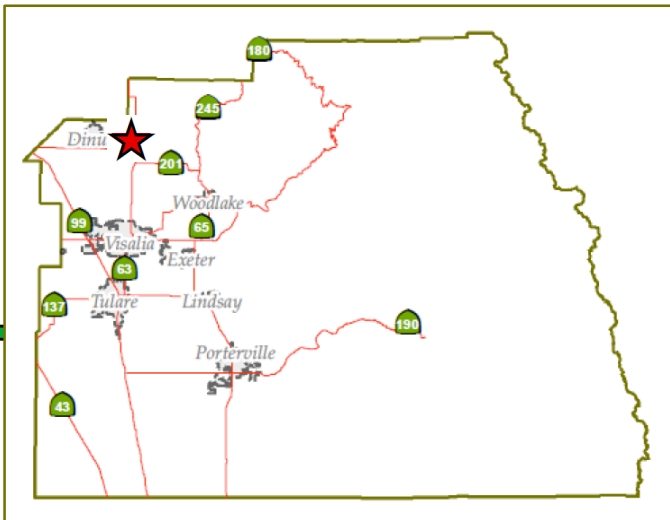 180
245
Dinu
201
Woodlake
99
65
Visalia
Exeter
63
137
Tulare
Lindsay
190
Porterville
43